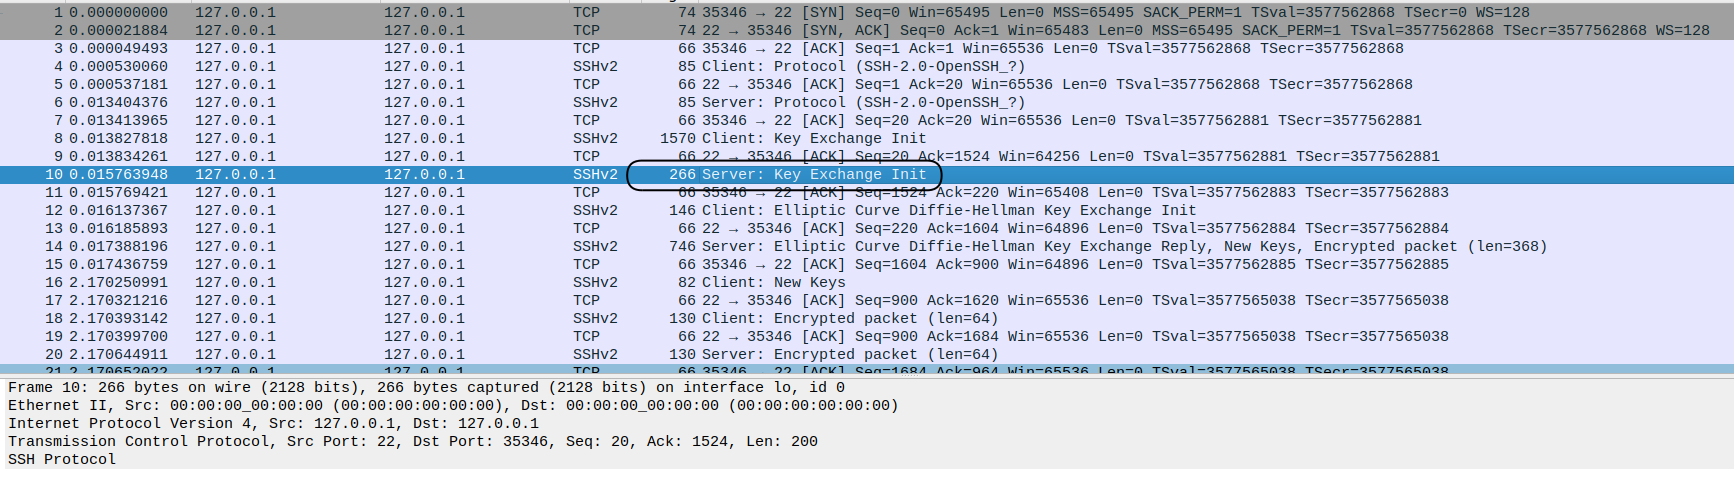 1 0.000000000 127.0.0.1 127.0.0.1 TCP 74 35346 → 22 [SYN] Seq=0 Win=65495 Len=0 MSS=65495 SACK_PERM=1 TSval=3577562868 TSecr=0 WS=128
2 0.000021884 127.0.0.1 127.0.0.1 TCP 74 22 → 35346 [SYN, ACK] Seq=0 Ack=1 Win=65483 Len=0 MSS=65495 SACK_PERM=1 TSval=3577562868 TSecr=3577562868 WS=128
3 0.000049493 127.0.0.1 127.0.0.1 TCP 66 35346 → 22 [ACK] Seq=1 Ack=1 Win=65536 Len=0 TSval=3577562868 TSecr=3577562868
4 0.000530060 127.0.0.1 127.0.0.1 SSHv2 85 Client: Protocol (SSH-2.0-OpenSSH_?)
5 0.000537181 127.0.0.1 127.0.0.1 TCP 66 22 → 35346 [ACK] Seq=1 Ack=20 Win=65536 Len=0 TSval=3577562868 TSecr=3577562868
6 0.013404376 127.0.0.1 127.0.0.1 SSHv2 85 Server: Protocol (SSH-2.0-OpenSSH_?)
7 0.013413965 127.0.0.1 127.0.0.1 TCP 66 35346 → 22 [ACK] Seq=20 Ack=20 Win=65536 Len=0 TSval=3577562881 TSecr=3577562881
8 0.013827818 127.0.0.1 127.0.0.1 SSHv2 1570 Client: Key Exchange Init
9 0.013834261 127.0.0.1 127.0.0.1 TCP 66 22 → 35346 [ACK] Seq=20 Ack=1524 Win=64256 Len=0 TSval=3577562881 TSecr=3577562881
10 0.015763948 127.0.0.1 127.0.0.1 SSHv2 266 Server: Key Exchange Init
11 0.015769421 127.0.0.1 127.0.0.1 TCP 66 35346 → 22 [ACK] Seq=1524 Ack=220 Win=65408 Len=0 TSval=3577562883 TSecr=3577562883
12 0.016137367 127.0.0.1 127.0.0.1 SSHv2 146 Client: Elliptic Curve Diffie-Hellman Key Exchange Init
13 0.016185893 127.0.0.1 127.0.0.1 TCP 66 22 → 35346 [ACK] Seq=220 Ack=1604 Win=64896 Len=0 TSval=3577562884 TSecr=3577562884
14 0.017388196 127.0.0.1 127.0.0.1 SSHv2 746 Server: Elliptic Curve Diffie-Hellman Key Exchange Reply, New Keys, Encrypted packet (len=368)
15 0.017436759 127.0.0.1 127.0.0.1 TCP 66 35346 → 22 [ACK] Seq=1604 Ack=900 Win=64896 Len=0 TSval=3577562885 TSecr=3577562885
16 2.170250991 127.0.0.1 127.0.0.1 SSHv2 82 Client: New Keys
17 2.170321216 127.0.0.1 127.0.0.1 TCP 66 22 → 35346 [ACK] Seq=900 Ack=1620 Win=65536 Len=0 TSval=3577565038 TSecr=3577565038
18 2.170393142 127.0.0.1 127.0.0.1 SSHv2 130 Client: Encrypted packet (len=64)
19 2.170399700 127.0.0.1 127.0.0.1 TCP 66 22 → 35346 [ACK] Seq=900 Ack=1684 Win=65536 Len=0 TSval=3577565038 TSecr=3577565038
20 2.170644911 127.0.0.1 127.0.0.1 SSHv2 130 Server: Encrypted packet (len=64)
21 2.170652022 127.0.0.1 127.0.0.1 TCP 66 35346 → 22 [ACK] Seq=1684 Ack=964 Win=65536 Len=0 TSval=3577565038 TSecr=3577565038
Frame 10: 266 bytes on wire (2128 bits), 266 bytes captured (2128 bits) on interface lo, id 0
Ethernet II, Src: 00:00:00_00:00:00 (00:00:00:00:00:00), Dst: 00:00:00_00:00:00 (00:00:00:00:00:00)
Internet Protocol Version 4, Src: 127.0.0.1, Dst: 127.0.0.1
Transmission Control Protocol, Src Port: 22, Dst Port: 35346, Seq: 20, Ack: 1524, Len: 200
SSH Protocol